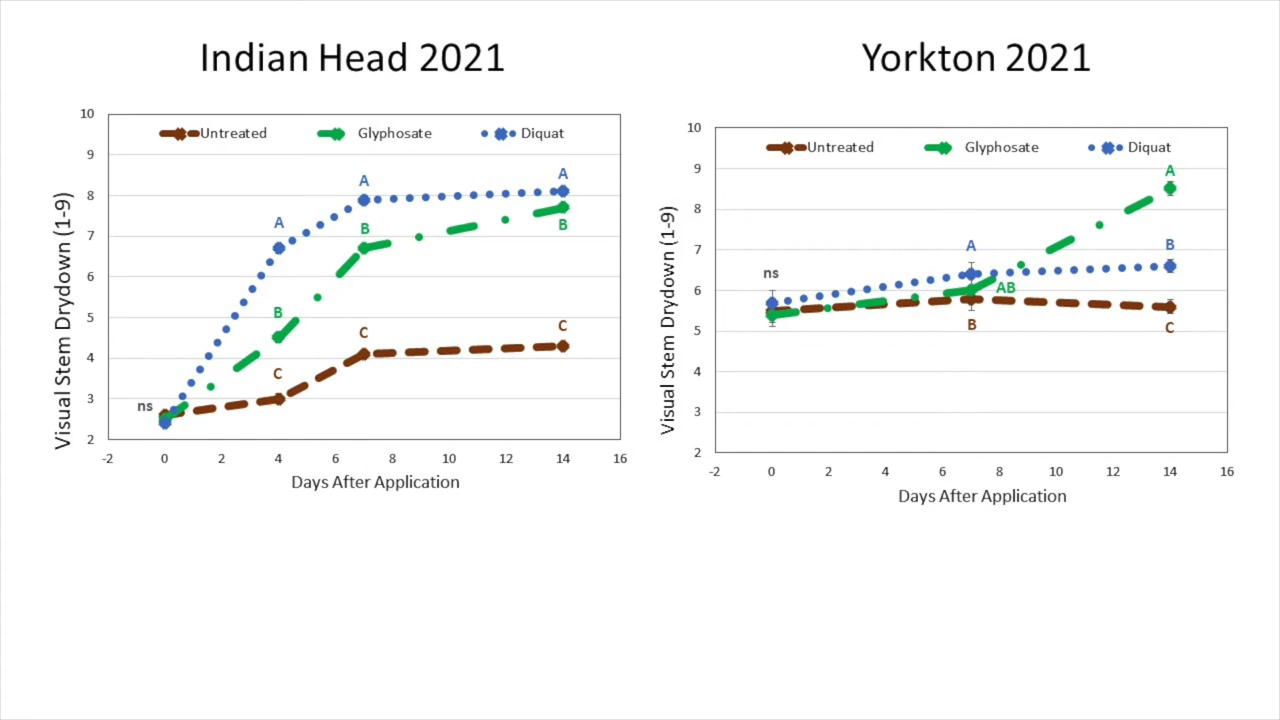 Indian Head 2021
Yorkton 2021
10
9
8
7
6
5
4
3
2
Visual Stem Drydown (1-9)
Untreated
Glyphosate
Diquat
ns
A
B
C
A
B
C
A
B
C
-2
0
2
4
6
8
10
12
14
16
Days After Application
10
9
8
7
6
5
4
3
2
Visual Stem Drydown (1-9)
Untreated
Glyphosate
Diquat
ns
A
AB
B
A
B
C
-2
0
2
4
6
8
10
12
14
16
Days After Application